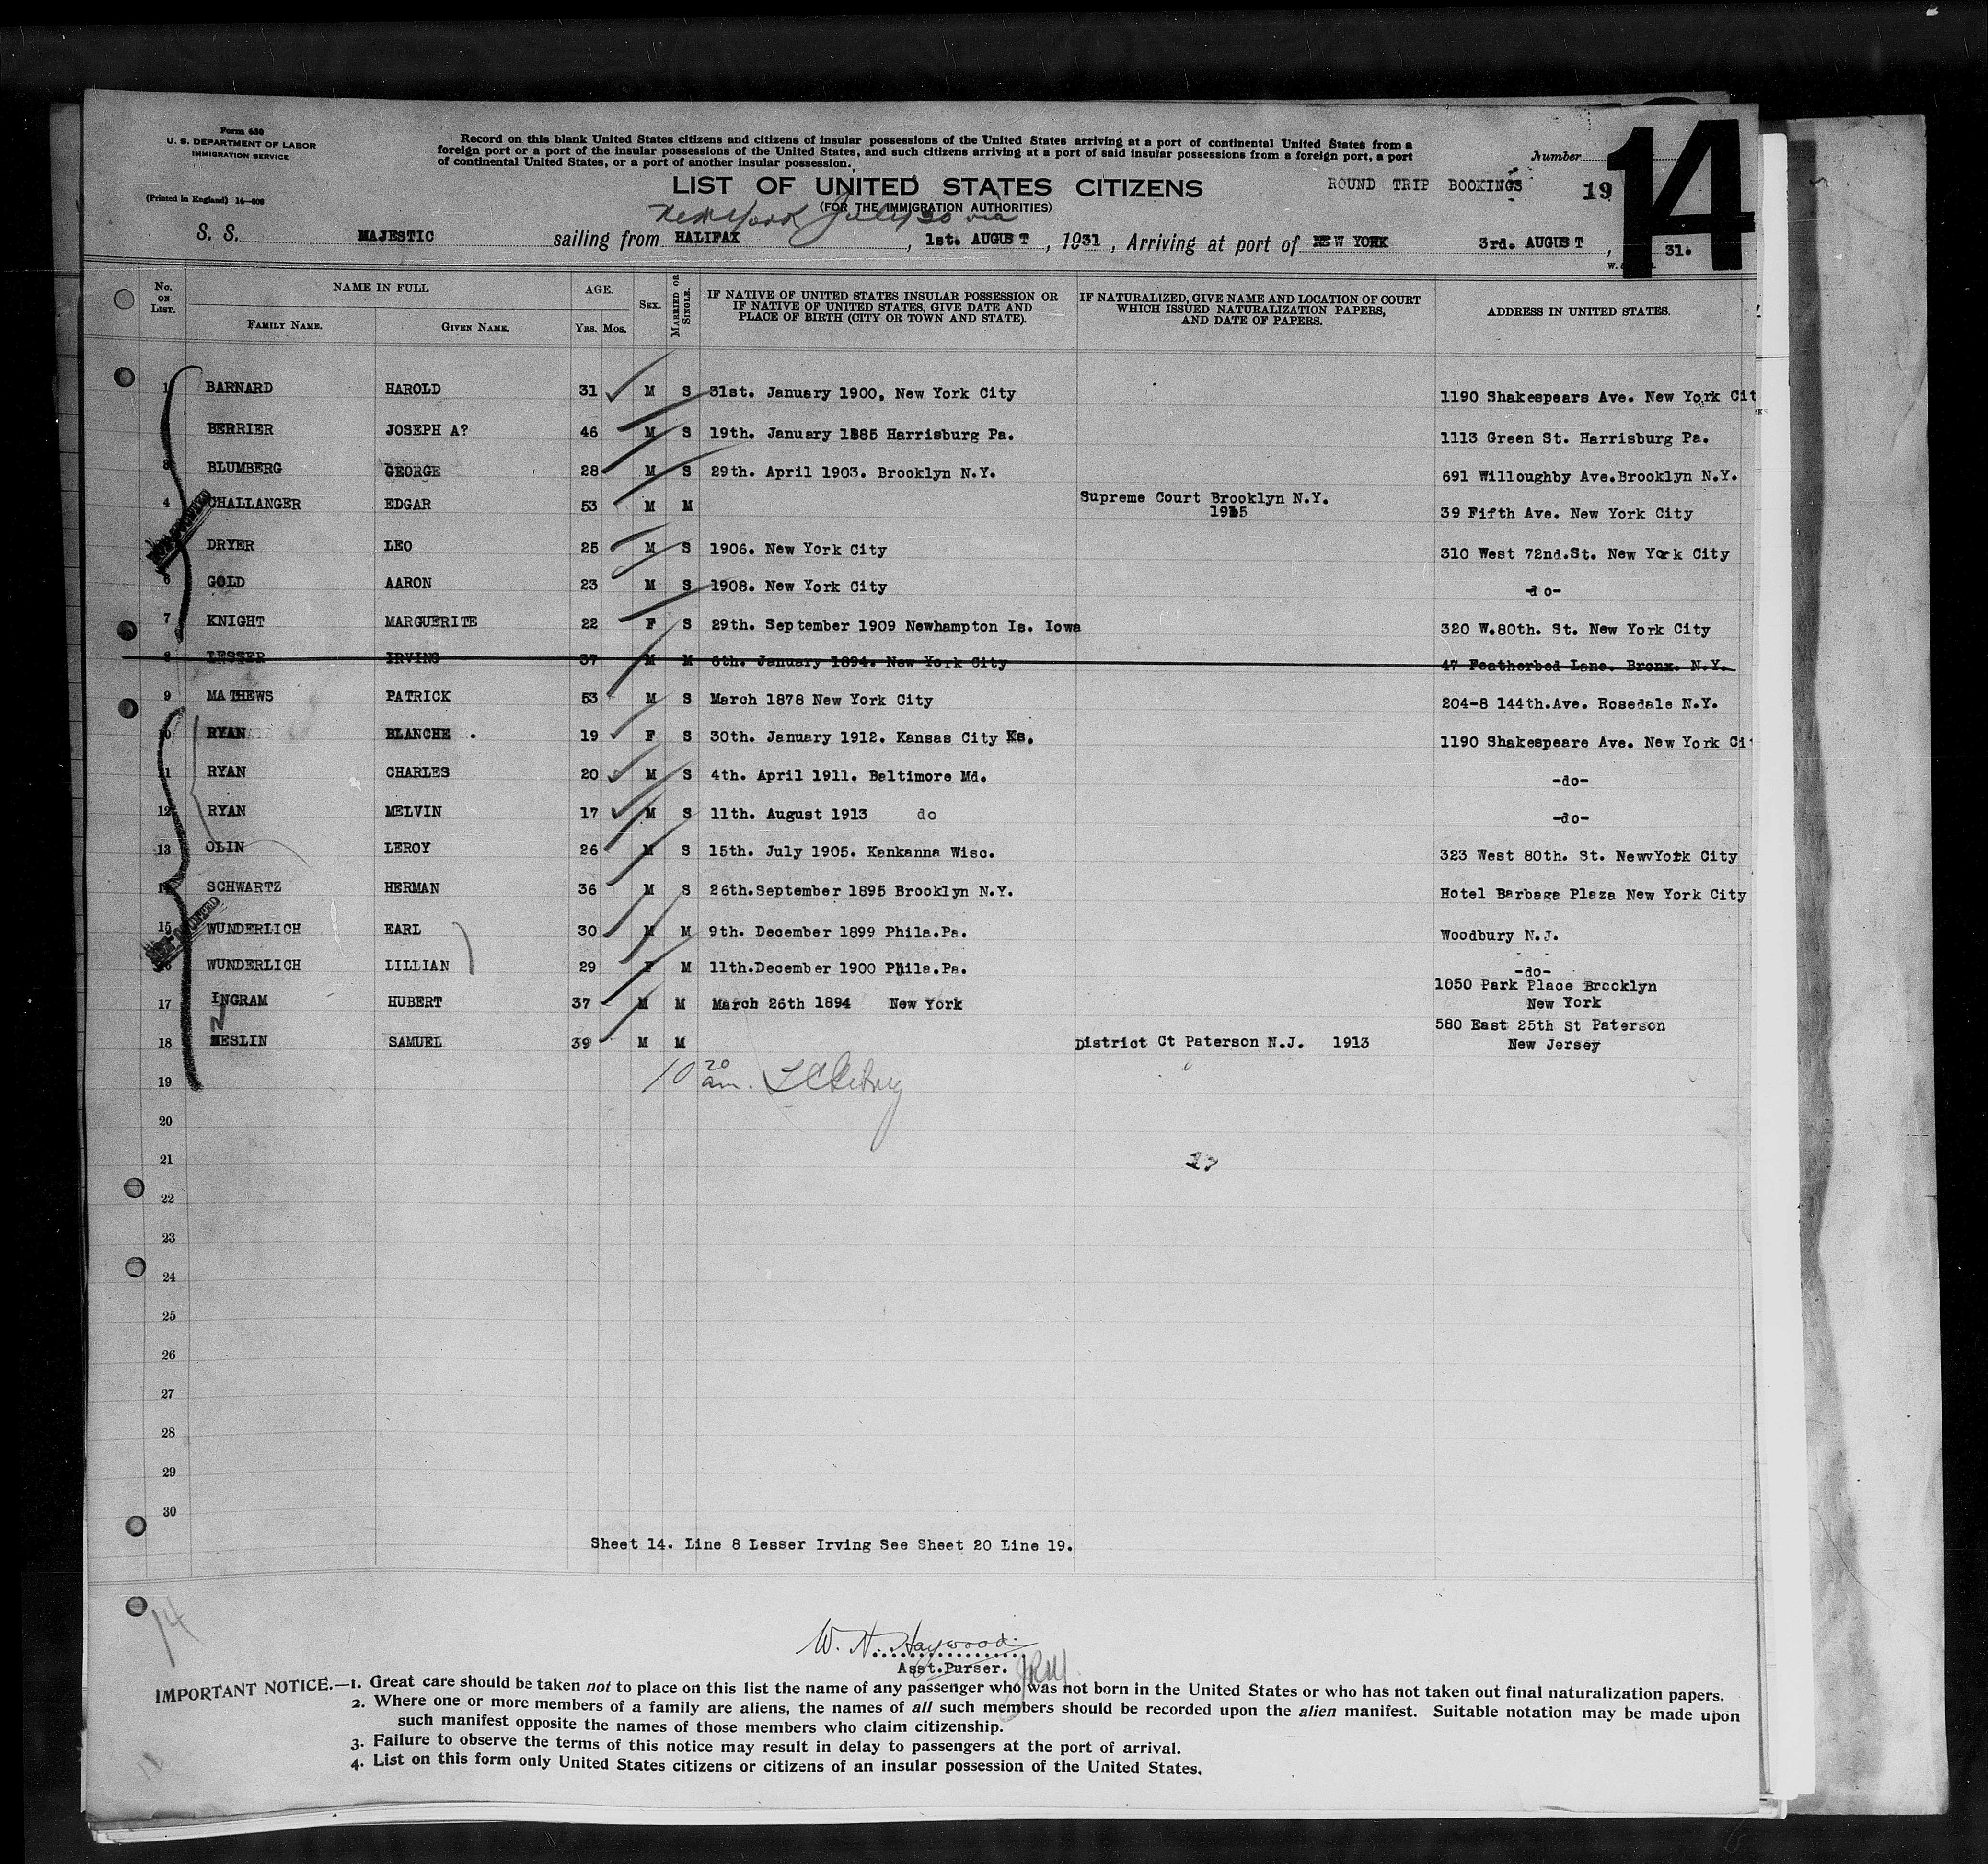 Form 630
U. S. DEPARTMENT OF LABOR
IMMIGRATION SERVICE
(Printed in England) 14—608
Record on this blank United States citizens and citizens of insular possessions of the United States arriving at a port of continental United States from a
foreign port or a port of the insular possessions of the United States, and such citizens arriving at a port of said insular possessions from a foreign port, a port
of continental United States, or a port of another insular possession.
Number
14
LIST OF UNITED STATES CITIZENS
ROUND TRIP BOOKINGS 19
(FOR THE IMMIGRATION AUTHORITIES)
New York July 30 via
S. S. MAJESTIC sailing from HALIFAX, 1st. AUGUST, 1931, Arriving at port of NEW YORK 3rd. AUGUST, 31.
No. ON LIST. NAME IN FULL AGE. SEX. MARRIED OR SINGLE. IF NATIVE OF UNITED STATES INSULAR POSSESSION OR IF NATIVE OF UNITED STATES, GIVE DATE AND PLACE OF BIRTH (CITY OR TOWN AND STATE). IF NATURALIZED, GIVE NAME AND LOCATION OF COURT WHICH ISSUED NATURALIZATION PAPERS, AND DATE OF PAPERS. ADDRESS IN UNITED STATES.
FAMILY NAME. GIVEN NAME. YRS. MOS.
1 BARNARD HAROLD 31 M S 31st. January 1900, New York City 1190 Shakespears Ave. New York Cit
BERRIER JOSEPH A? 46 M S 19th. January 1885 Harrisburg Pa. 1113 Green St. Harrisburg Pa.
3 BLUMBERG GEORGE 28 M S 29th. April 1903. Brooklyn N.Y. 691 Willoughby Ave.Brooklyn N.Y.
4 CHALLANGER EDGAR 53 M M Supreme Court Brooklyn N.Y. 1915 39 Fifth Ave. New York City
DRYER LEO 25 M S 1906. New York City 310 West 72nd.St. New York City
6 GOLD AARON 23 M S 1908. New York City -do-
7 KNIGHT MARGUERITE 22 F S 29th. September 1909 Newhampton Is. Iowa 320 W.80th. St. New York City
8 LESSER IRVING 37 M M 6th. January 1894. New York City 47 Featherbed Lane. Bronx. N.Y.
9 MATHEWS PATRICK 53 M S March 1878 New York City 204-8 144th.Ave. Rosedale N.Y.
10 RYAN BLANCHE . 19 F S 30th. January 1912. Kansas City Ks. 1190 Shakespeare Ave. New York Ci
11 RYAN CHARLES 20 M S 4th. April 1911. Baltimore Md. -do-
12 RYAN MELVIN 17 M S 11th. August 1913 do -do-
13 OLIN LEROY 26 M S 15th. July 1905. Kankanna Wisc. 323 West 80th. St. NewvYork City
14 SCHWARTZ HERMAN 36 M S 26th.September 1895 Brooklyn N.Y. Hotel Barbage Plaza New York City
15 WUNDERLICH EARL 30 M M 9th. December 1899 Phila.Pa. Woodbury N.J.
16 WUNDERLICH LILLIAN 29 F M 11th.December 1900 Phila.Pa. -do-
17 INGRAM HUBERT 37 M M March 26th 1894 New York 1050 Park Place Brooklyn New York
18 NESLIN SAMUEL 39 M M District Ct Paterson N.J. 1913 580 East 25th St Paterson New Jersey
19
10 20 am.
20
21
17
22
23
24
25
26
27
28
29
30
Sheet 14. Line 8 Lesser Irving See Sheet 20 Line 19.
14
W. H. Haywood
Asst.Purser.
IMPORTANT NOTICE.—1. Great care should be taken not to place on this list the name of any passenger who was not born in the United States or who has not taken out final naturalization papers.
2. Where one or more members of a family are aliens, the names of all such members should be recorded upon the alien manifest. Suitable notation may be made upon
such manifest opposite the names of those members who claim citizenship.
3. Failure to observe the terms of this notice may result in delay to passengers at the port of arrival.
4. List on this form only United States citizens or citizens of an insular possession of the United States.